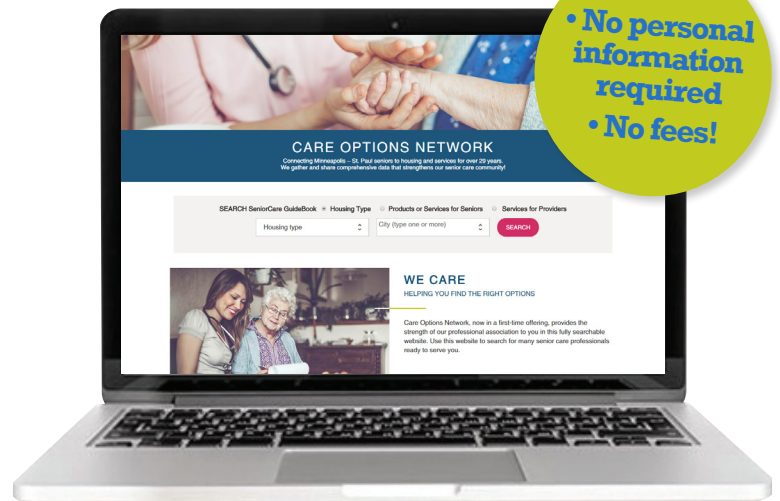 • No personal
information
required
• No fees!
CARE OPTIONS NETWORK
Connecting Minneapolis – St. Paul seniors to housing and services for over 29 years.
We gather and share comprehensive data that strengthens our senior care community!
SEARCH SeniorCare GuideBook Housing Type Products or Services for Seniors Services for Providers
Housing type City (type one or more) SEARCH
WE CARE
HELPING YOU FIND THE RIGHT OPTIONS
Care Options Network, now in a first-time offering, provides the
strength of our professional association to you in this fully searchable
website. Use this website to search for many senior care professionals
ready to serve you.